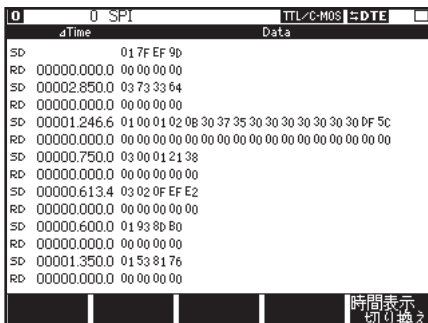 0 0 SPI TTL/C-MOS ⇆DTE
⊿Time Data
SD 01 7F EF 9D
RD 00000.000.0 00 00 00 00
SD 00002.850.0 03 73 33 64
RD 00000.000.0 00 00 00 00
SD 00001.246.6 01 00 01 02 0B 30 37 35 30 30 30 30 30 30 30 DF 5C
RD 00000.000.0 00 00 00 00 00 00 00 00 00 00 00 00 00 00 00 00 00
SD 00000.750.0 03 00 01 21 38
RD 00000.000.0 00 00 00 00 00
SD 00000.613.4 03 02 0F EF E2
RD 00000.000.0 00 00 00 00 00
SD 00000.600.0 01 93 8D B0
RD 00000.000.0 00 00 00 00
SD 00001.350.0 01 53 81 76
RD 00000.000.0 00 00 00 00
時間表示
切り換え